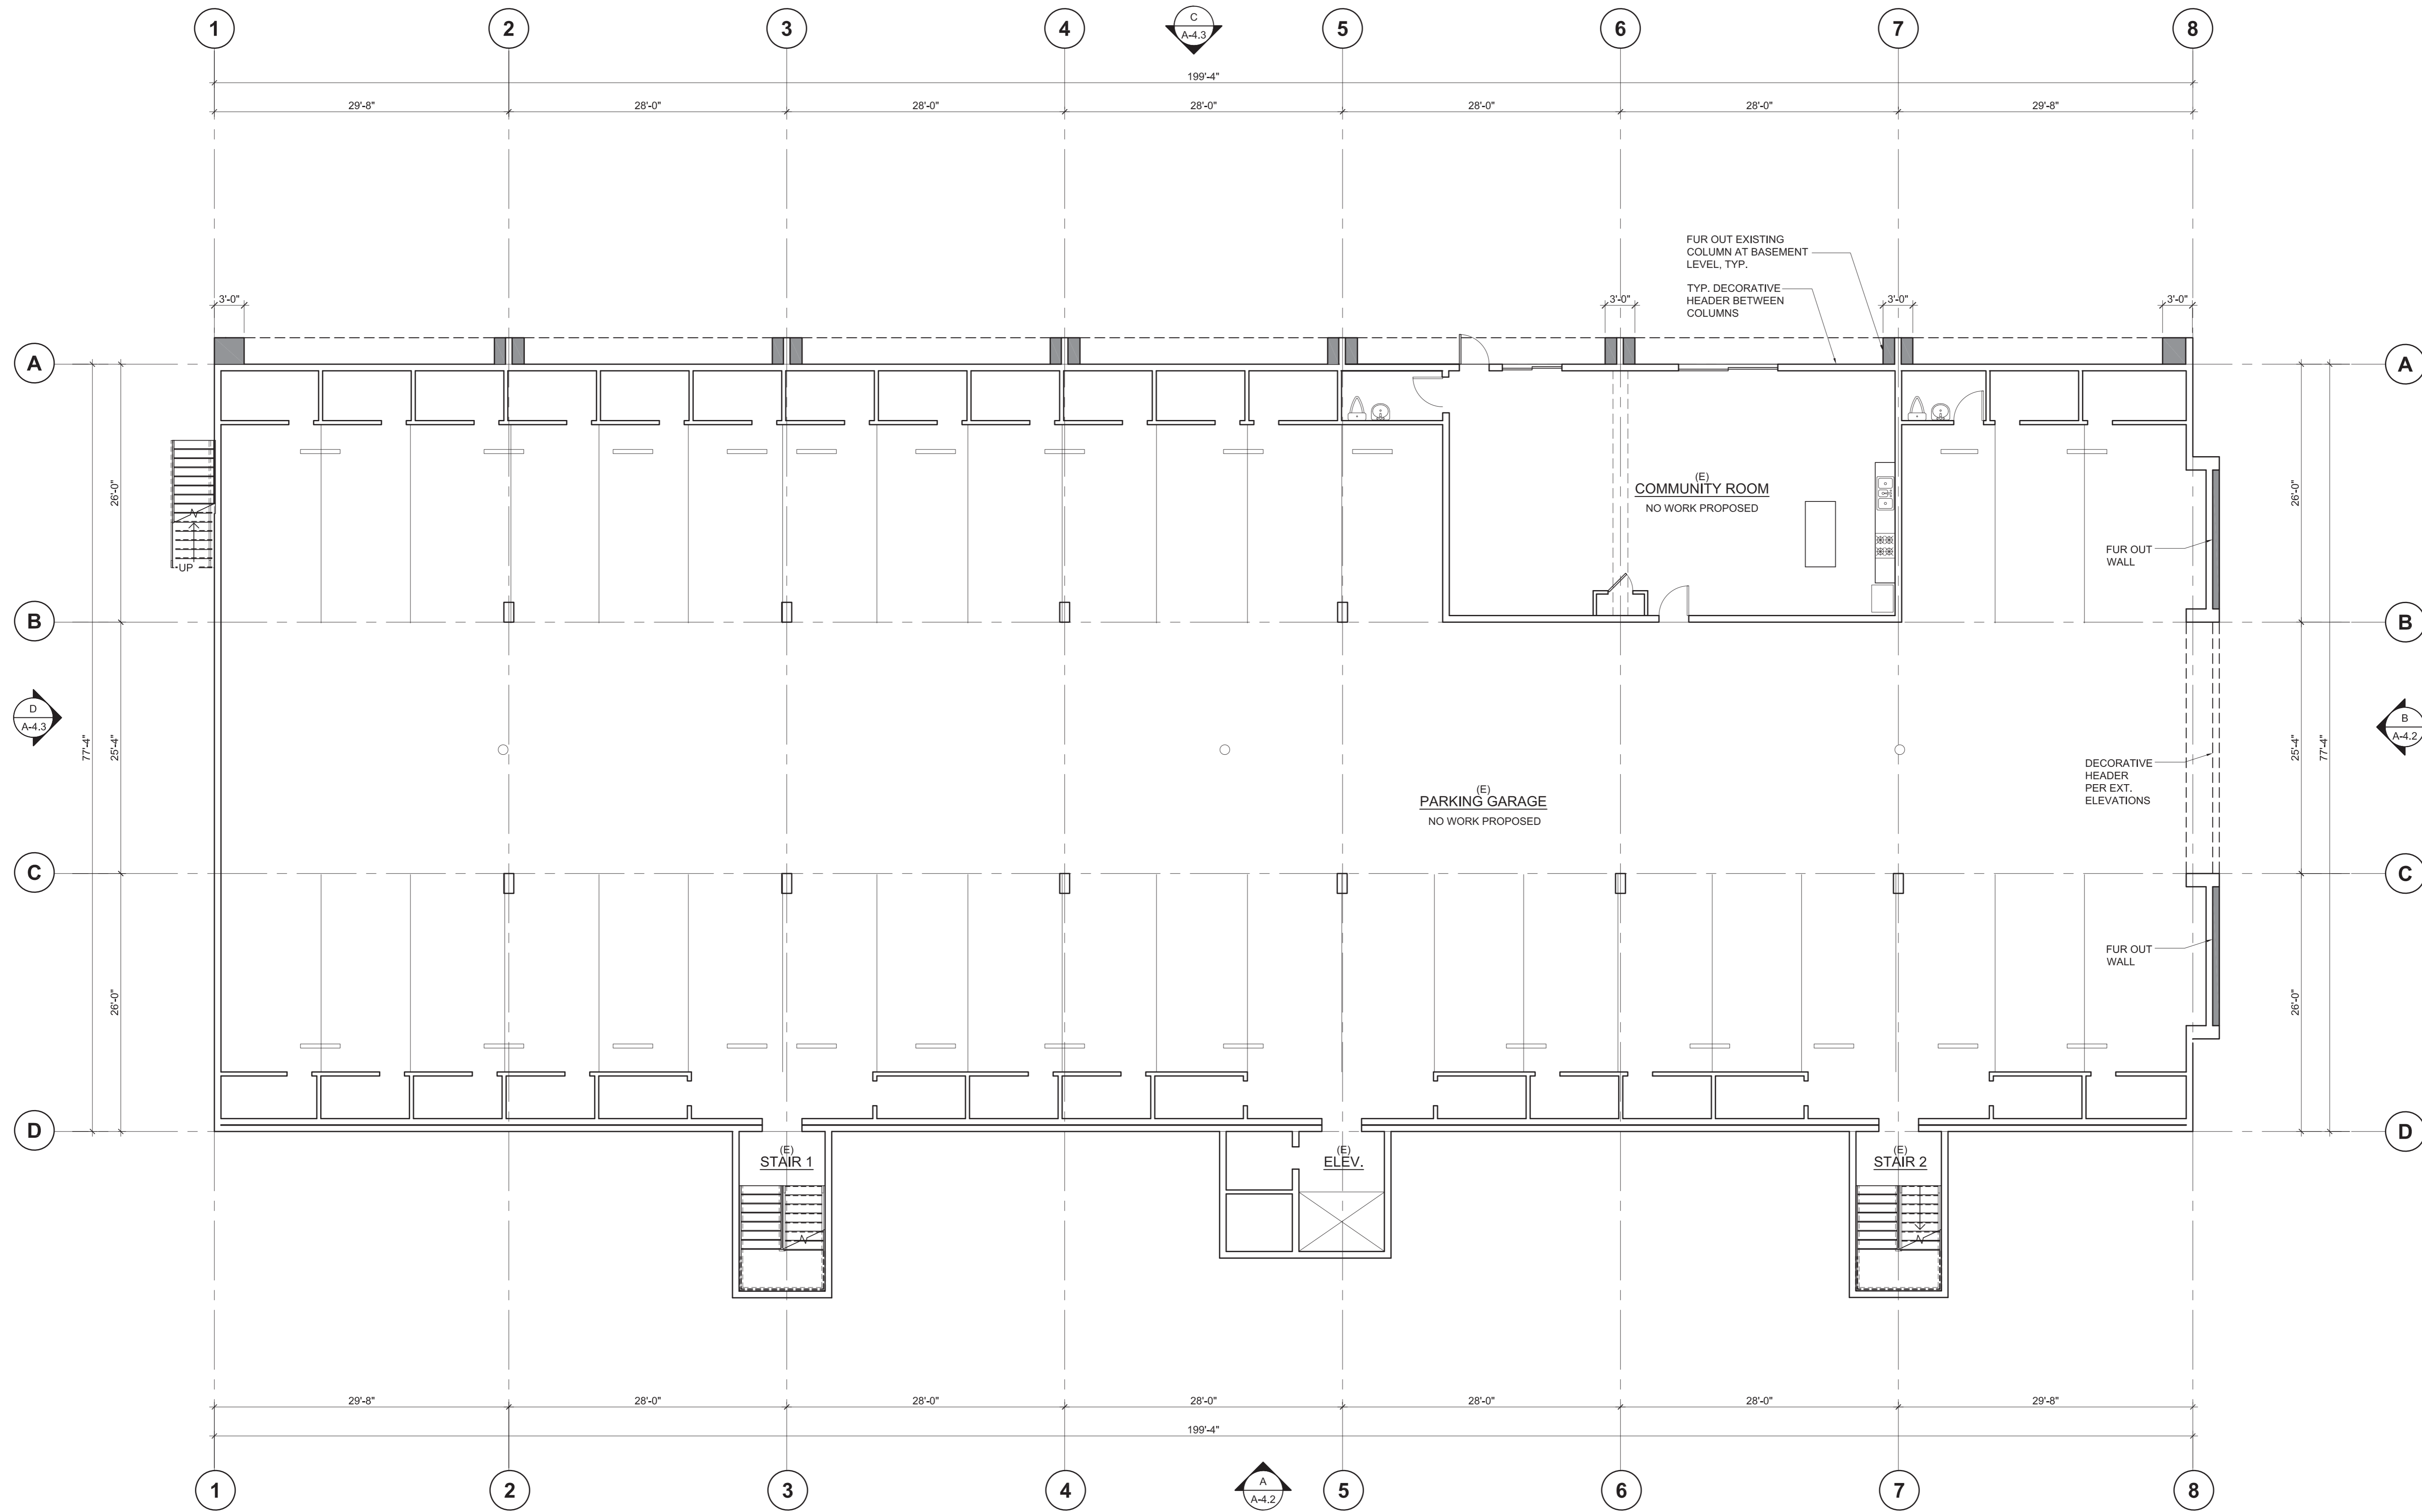 1
2
3
4
C
A-4.3
5
6
7
8
199'-4"
29'-8"
28'-0"
28'-0"
28'-0"
28'-0"
28'-0"
29'-8"
FUR OUT EXISTING
COLUMN AT BASEMENT
LEVEL, TYP.
TYP. DECORATIVE
HEADER BETWEEN
COLUMNS
3'-0"
3'-0"
3'-0"
3'-0"
A
A
26'-0"
26'-0"
(E)
COMMUNITY ROOM
NO WORK PROPOSED
UP
FUR OUT
WALL
B
B
D
A-4.3
B
A-4.2
77'-4"
25'-4"
25'-4"
77'-4"
DECORATIVE
HEADER
PER EXT.
ELEVATIONS
(E)
PARKING GARAGE
NO WORK PROPOSED
C
C
FUR OUT
WALL
26'-0"
26'-0"
D
D
(E)
STAIR 1
(E)
ELEV.
(E)
STAIR 2
29'-8"
28'-0"
28'-0"
28'-0"
28'-0"
28'-0"
29'-8"
199'-4"
1
2
3
4
A
A-4.2
5
6
7
8